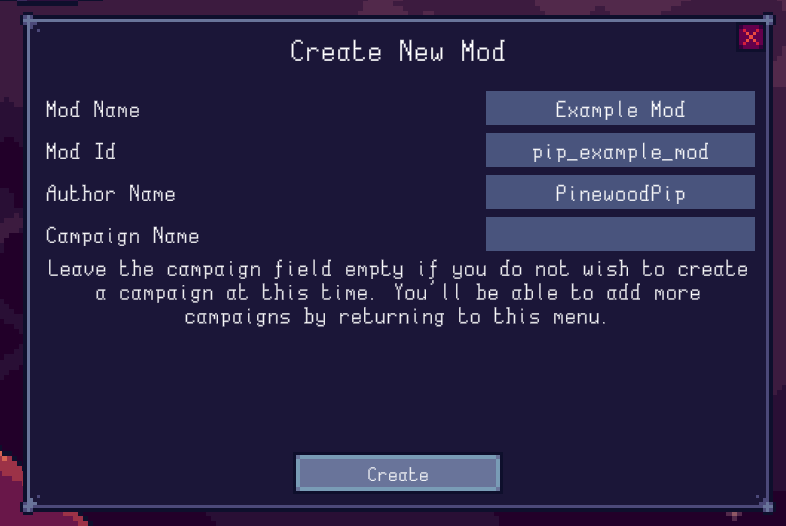 Create New Mod
Mod Name
Example Mod
Mod Id
pip_example_mod
Author Name
PinewoodPip
Campaign Name
Leave the campaign field empty if you do not wish to create
a campaign at this time. You'll be able to add more
campaigns by returning to this menu.
Create